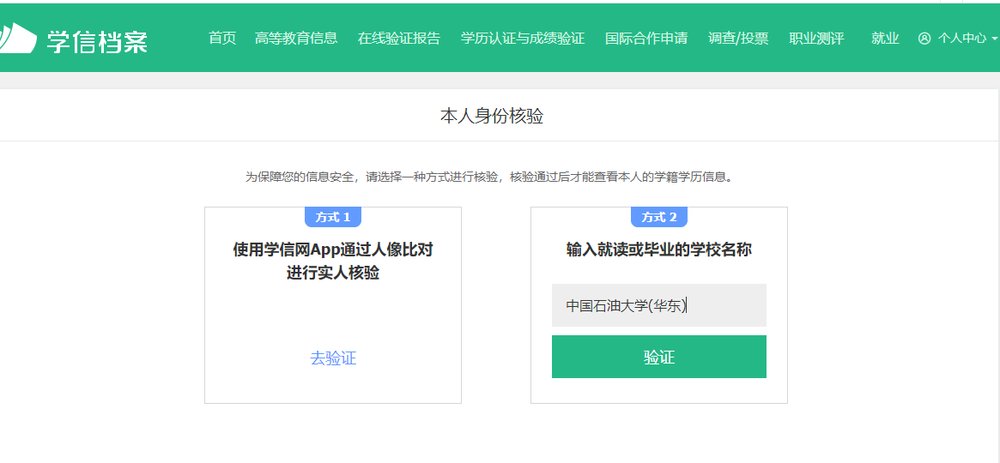 学信档案
首页 高等教育信息 在线验证报告 学历认证与成绩验证 国际合作申请 调查/投票 职业测评 就业 个人中心
本人身份核验
为保障您的信息安全，请选择一种方式进行核验，核验通过后才能查看本人的学籍学历信息。
方式 1
使用学信网App通过人像比对
进行实人核验
去验证
方式 2
输入就读或毕业的学校名称
中国石油大学(华东)
验证